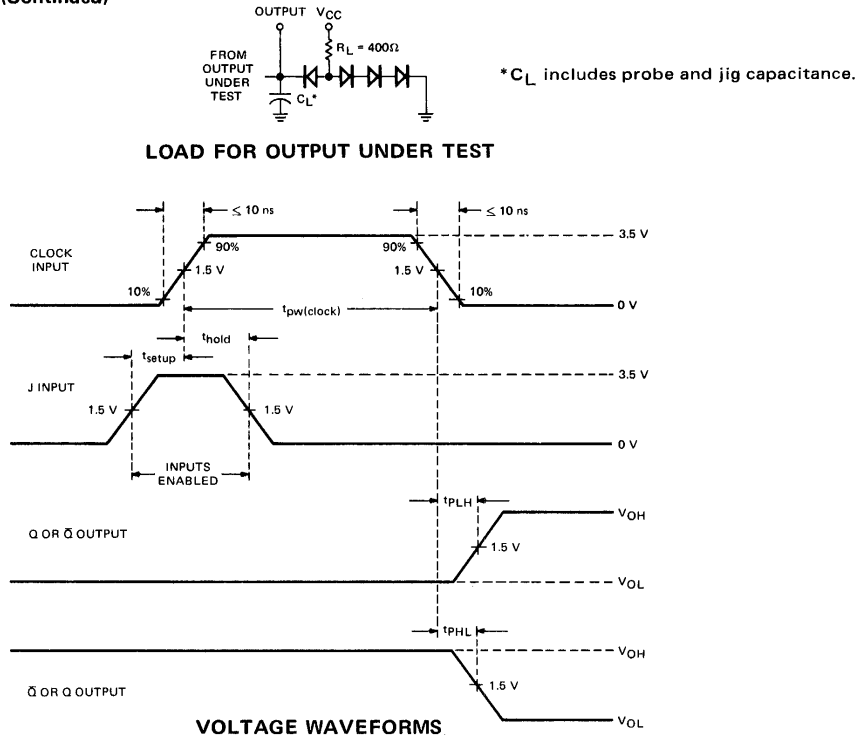 (Continued)
OUTPUT VCC
RL = 400Ω
FROM
OUTPUT
UNDER
TEST
CL*
*CL includes probe and jig capacitance.
LOAD FOR OUTPUT UNDER TEST
≤ 10 ns
≤ 10 ns
3.5 V
CLOCK
INPUT
90%
90%
1.5 V
1.5 V
10%
10%
0 V
tpw(clock)
thold
tsetup
3.5 V
J INPUT
1.5 V
1.5 V
0 V
INPUTS
ENABLED
tPLH
VOH
Q OR Q̄ OUTPUT
1.5 V
VOL
tPHL
VOH
1.5 V
Q̄ OR Q OUTPUT
VOL
VOLTAGE WAVEFORMS